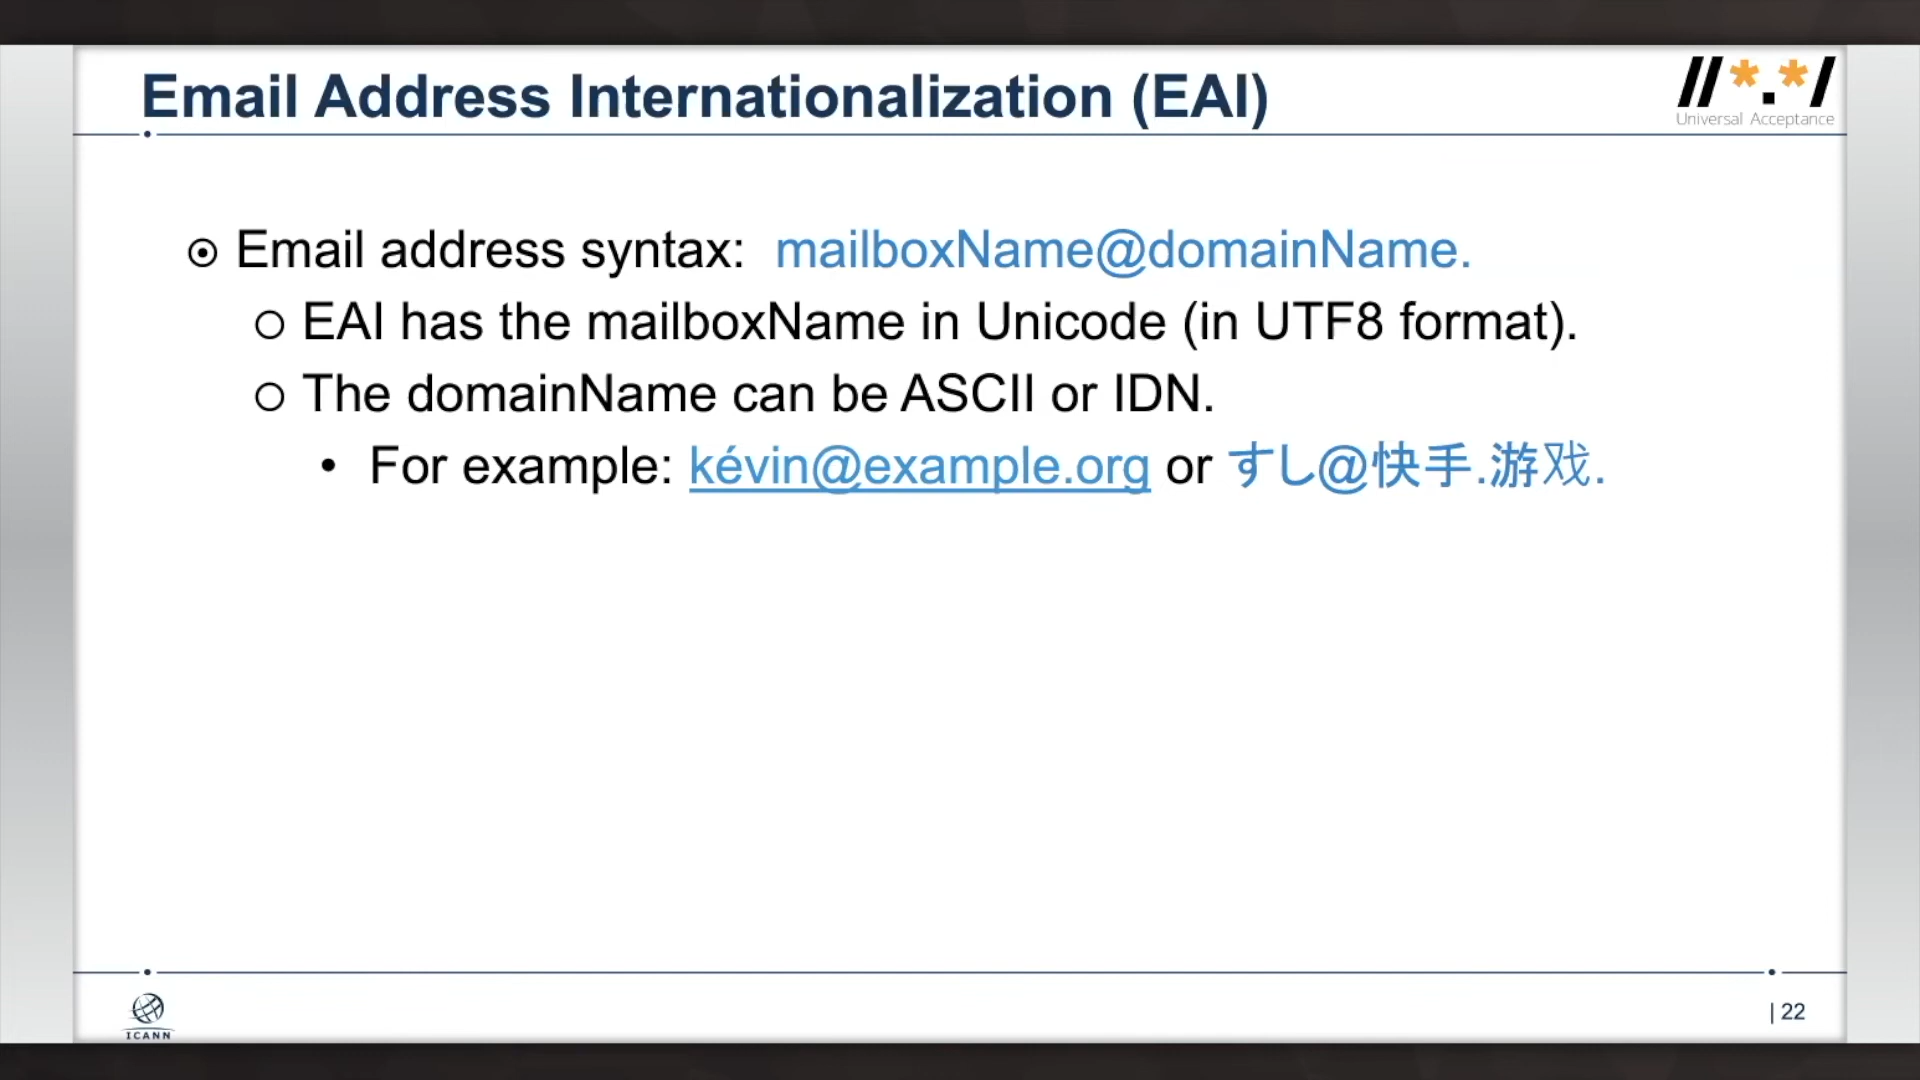 Email Address Internationalization (EAI)
//*.*/
Universal Acceptance
Email address syntax: mailboxName@domainName.
EAI has the mailboxName in Unicode (in UTF8 format).
The domainName can be ASCII or IDN.
For example: kévin@example.org or すし@快手.游戏.
ICANN
| 22